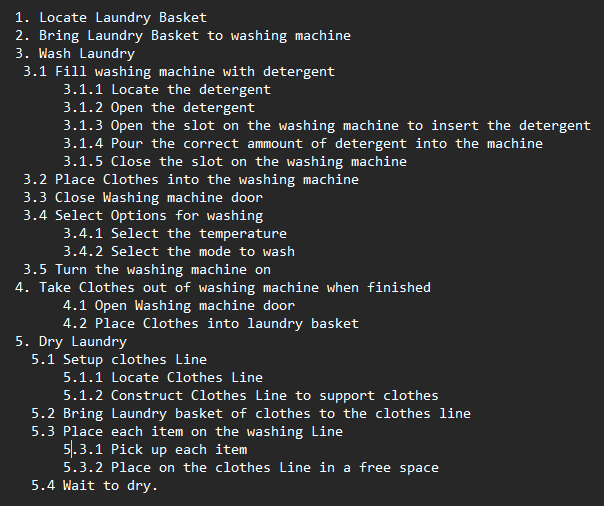 1. Locate Laundry Basket
2. Bring Laundry Basket to washing machine
3. Wash Laundry
3.1 Fill washing machine with detergent
3.1.1 Locate the detergent
3.1.2 Open the detergent
3.1.3 Open the slot on the washing machine to insert the detergent
3.1.4 Pour the correct ammount of detergent into the machine
3.1.5 Close the slot on the washing machine
3.2 Place Clothes into the washing machine
3.3 Close Washing machine door
3.4 Select Options for washing
3.4.1 Select the temperature
3.4.2 Select the mode to wash
3.5 Turn the washing machine on
4. Take Clothes out of washing machine when finished
4.1 Open Washing machine door
4.2 Place Clothes into laundry basket
5. Dry Laundry
5.1 Setup clothes Line
5.1.1 Locate Clothes Line
5.1.2 Construct Clothes Line to support clothes
5.2 Bring Laundry basket of clothes to the clothes line
5.3 Place each item on the washing Line
5.3.1 Pick up each item
5.3.2 Place on the clothes Line in a free space
5.4 Wait to dry.